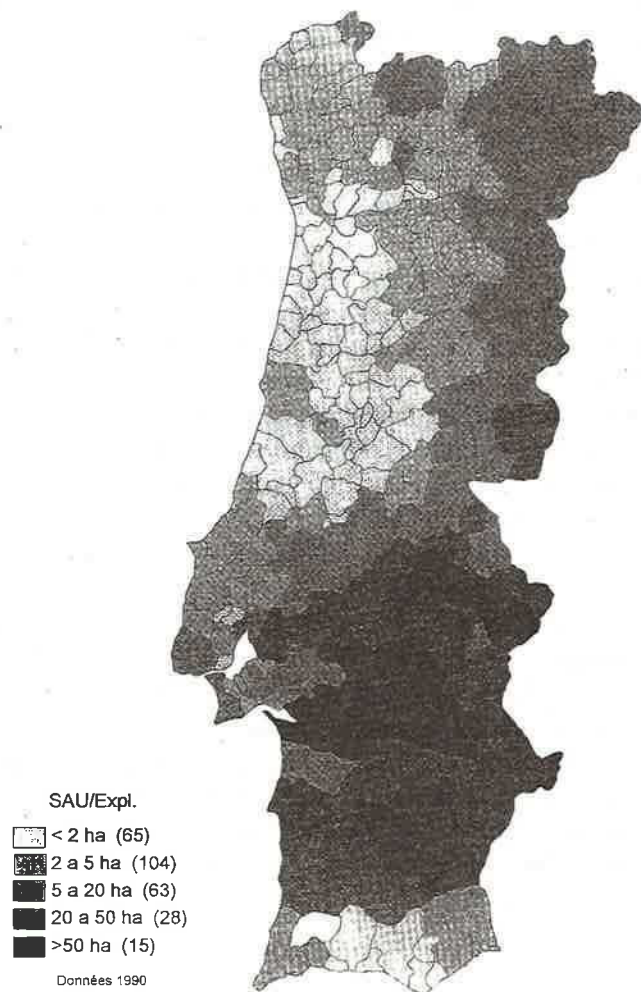 SAU/Expl.
< 2 ha (65)
2 a 5 ha (104)
5 a 20 ha (63)
20 a 50 ha (28)
>50 ha (15)
Données 1990